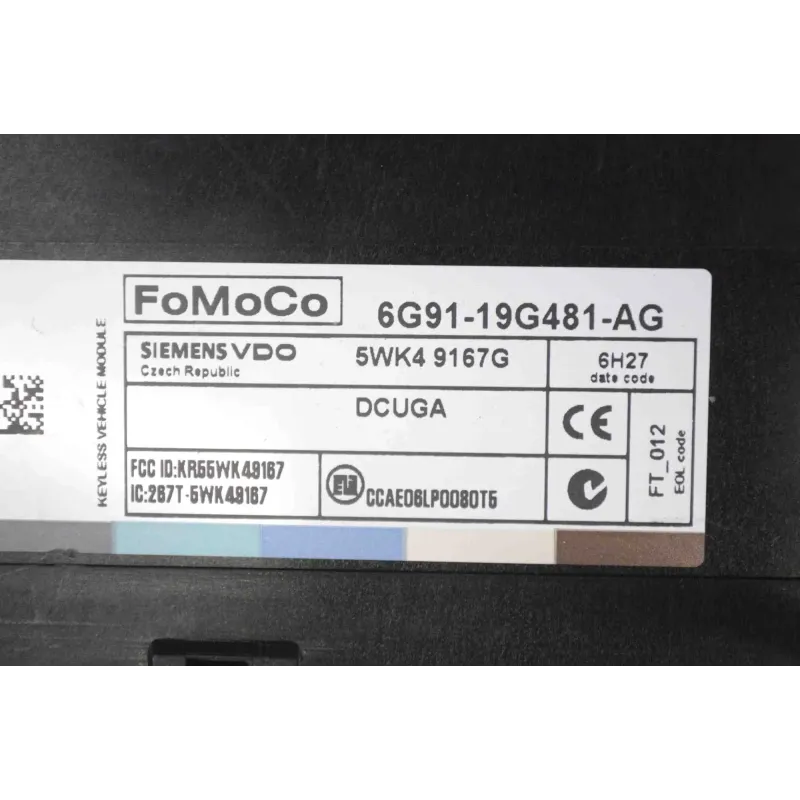 KEYLESS VEHICLE MODULE
FoMoCo
6G91-19G481-AG
SIEMENS VDO
Czech Republic
5WK4 9167G
6H27
date code
DCUGA
CE
FT_012
EOL code
FCC ID:KR55WK49167
IC:267T-5WK49167
CCAE06LP0080T5